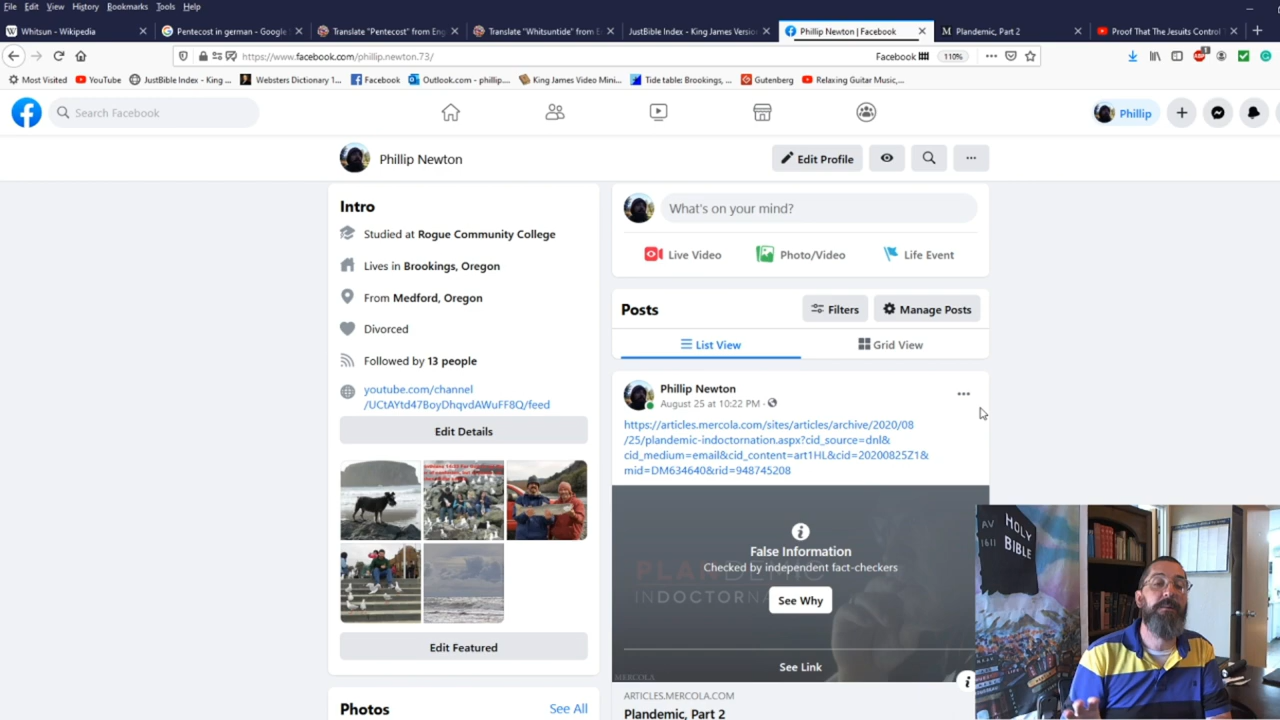 File Edit View History Bookmarks Tools Help
Whitsun - Wikipedia
Pentecost in german - Google
Translate "Pentecost" from Eng
Translate "Whitsuntide" from E
JustBible Index - King James Versio
Phillip Newton | Facebook
Plandemic, Part 2
Proof That The Jesuits Control
https://www.facebook.com/phillip.newton.73/
Facebook
110%
Most Visited
YouTube
JustBible Index - King ...
Websters Dictionary 1...
Facebook
Outlook.com - phillip....
King James Video Mini...
Tide table: Brookings, ...
Gutenberg
Relaxing Guitar Music,...
Search Facebook
Phillip
Phillip Newton
Edit Profile
Intro
Studied at Rogue Community College
Lives in Brookings, Oregon
From Medford, Oregon
Divorced
Followed by 13 people
youtube.com/channel
/UCtAYtd47BoyDhqvdAWuFF8Q/feed
Edit Details
Edit Featured
Photos
See All
What's on your mind?
Live Video
Photo/Video
Life Event
Posts
Filters
Manage Posts
List View
Grid View
Phillip Newton
August 25 at 10:22 PM ·
https://articles.mercola.com/sites/articles/archive/2020/08
/25/plandemic-indoctornation.aspx?cid_source=dnl&
cid_medium=email&cid_content=art1HL&cid=20200825Z1&
mid=DM634640&rid=948745208
False Information
Checked by independent fact-checkers
See Why
See Link
MERCOLA
ARTICLES.MERCOLA.COM
Plandemic, Part 2
AV
1611
HOLY
BIBLE